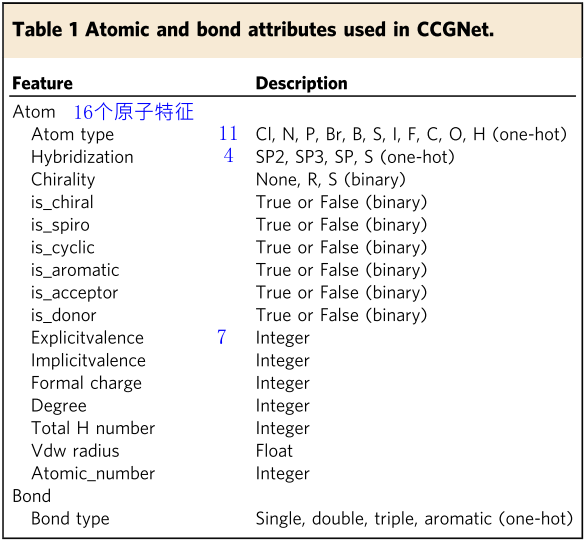 Table 1 Atomic and bond attributes used in CCGNet.
Feature Description
Atom 16个原子特征
Atom type 11 Cl, N, P, Br, B, S, I, F, C, O, H (one-hot)
Hybridization 4 SP2, SP3, SP, S (one-hot)
Chirality None, R, S (binary)
is_chiral True or False (binary)
is_spiro True or False (binary)
is_cyclic True or False (binary)
is_aromatic True or False (binary)
is_acceptor True or False (binary)
is_donor True or False (binary)
Explicitvalence 7 Integer
Implicitvalence Integer
Formal charge Integer
Degree Integer
Total H number Integer
Vdw radius Float
Atomic_number Integer
Bond
Bond type Single, double, triple, aromatic (one-hot)